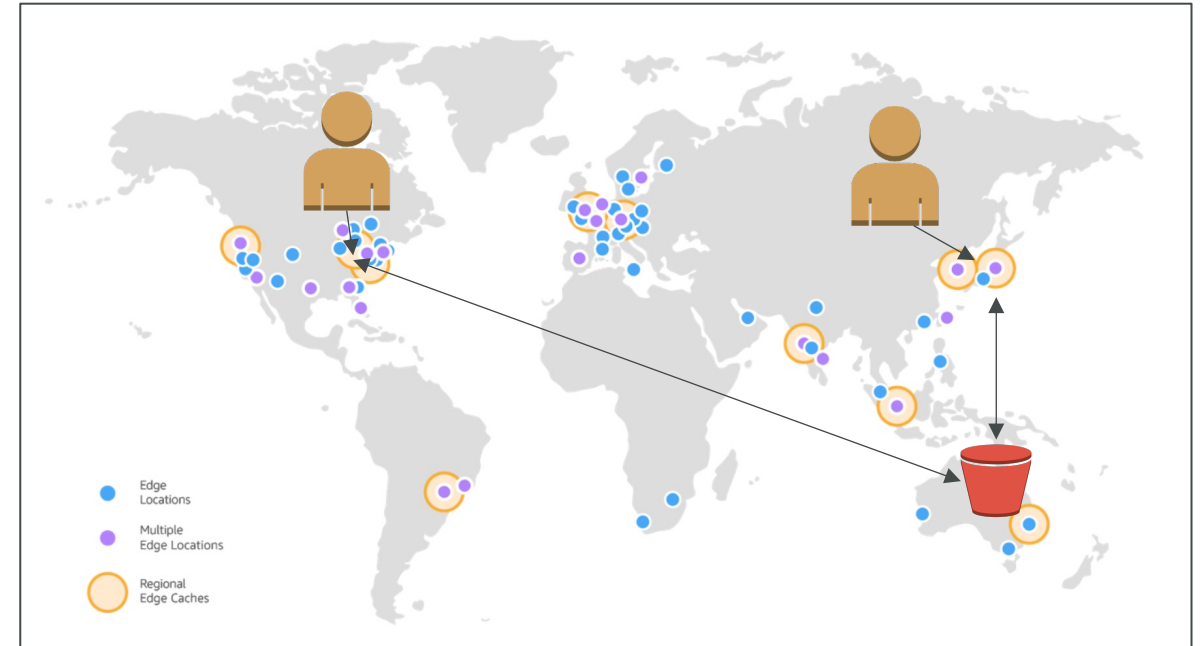 Edge
Locations
Multiple
Edge Locations
Regional
Edge Caches